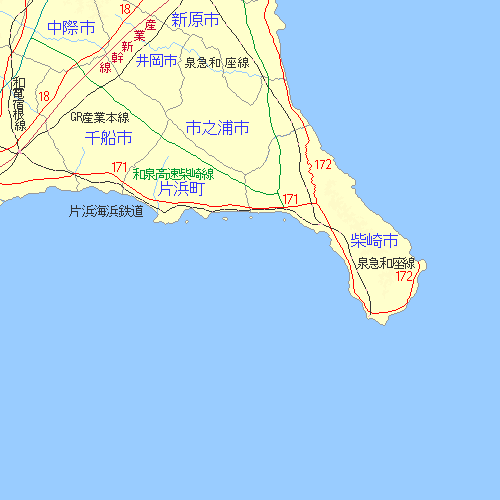 18
新原市
中際市
産業新幹線
井岡市
泉急和座線
和竜宿根線
18
GR産業本線
市之浦市
千船市
171
172
和泉高速柴崎線
片浜町
171
片浜海浜鉄道
柴崎市
泉急和座線
172